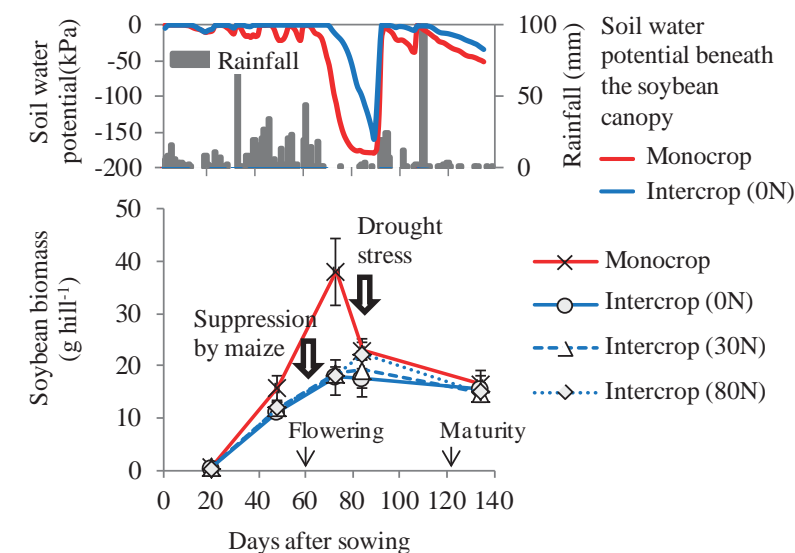 Soil water
potential(kPa)
0
-50
-100
-150
-200
Rainfall
100
50
0
Rainfall (mm)
Soil water
potential beneath
the soybean
canopy
Monocrop
Intercrop (0N)
Soybean biomass
(g hill-1)
50
40
30
20
10
0
Drought
stress
Suppression
by maize
Flowering
Maturity
0 20 40 60 80 100 120 140
Days after sowing
Monocrop
Intercrop (0N)
Intercrop (30N)
Intercrop (80N)